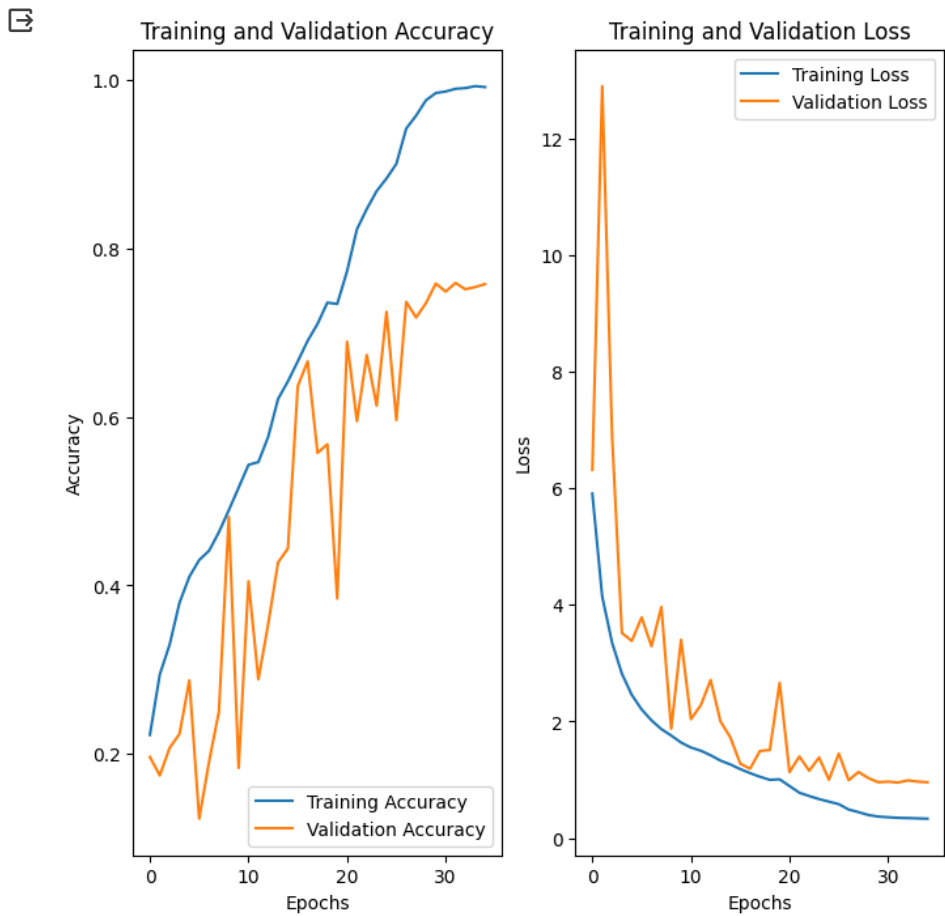 Training and Validation Accuracy
1.0
0.8
0.6
0.4
0.2
Accuracy
Training Accuracy
Validation Accuracy
0
10
20
30
Epochs
Training and Validation Loss
Training Loss
Validation Loss
12
10
8
6
4
2
0
Loss
0
10
20
30
Epochs